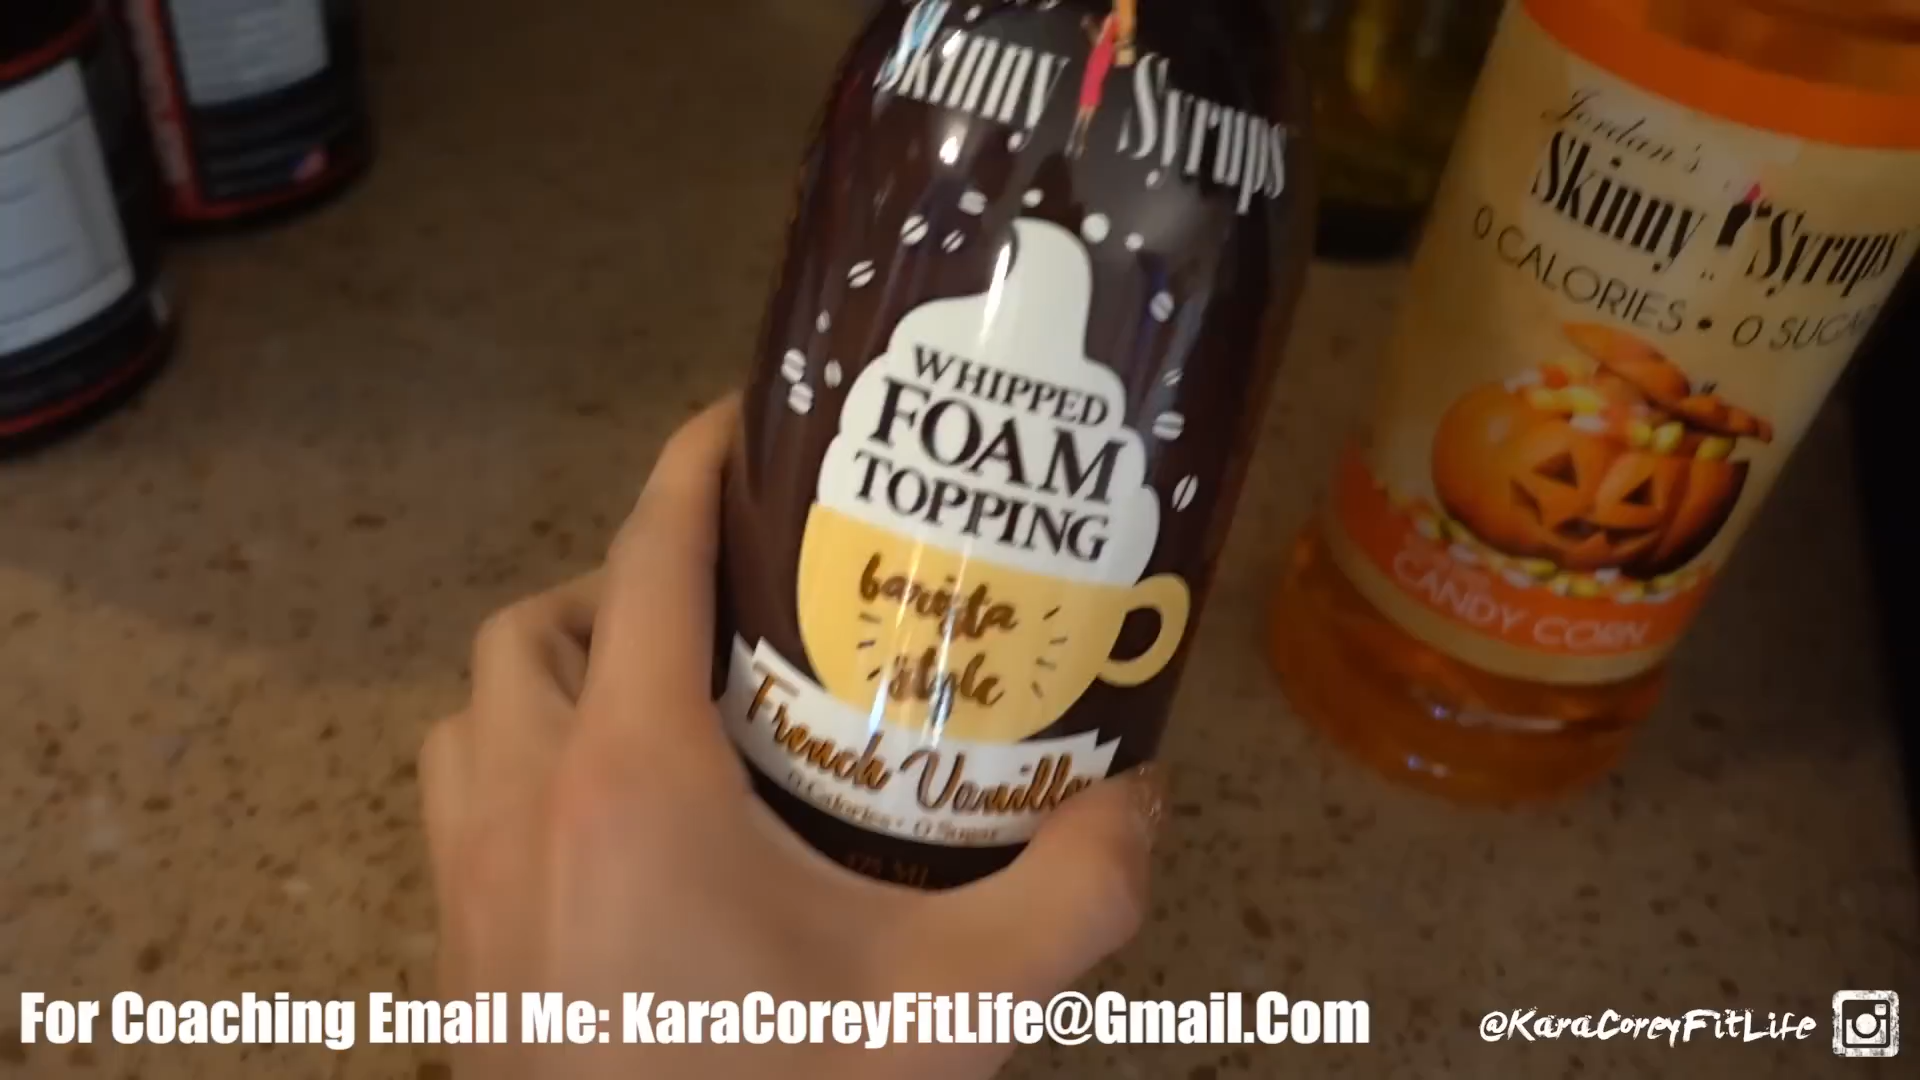 Skinny Syrups
WHIPPED
FOAM
TOPPING
barista
style
French Vanilla
0 Calories • 0 Sugar
Jordan's
Skinny Syrups
0 CALORIES • 0 SUGA
CANDY CORN
For Coaching Email Me: KaraCoreyFitLife@Gmail.Com
@KaraCoreyFitLife